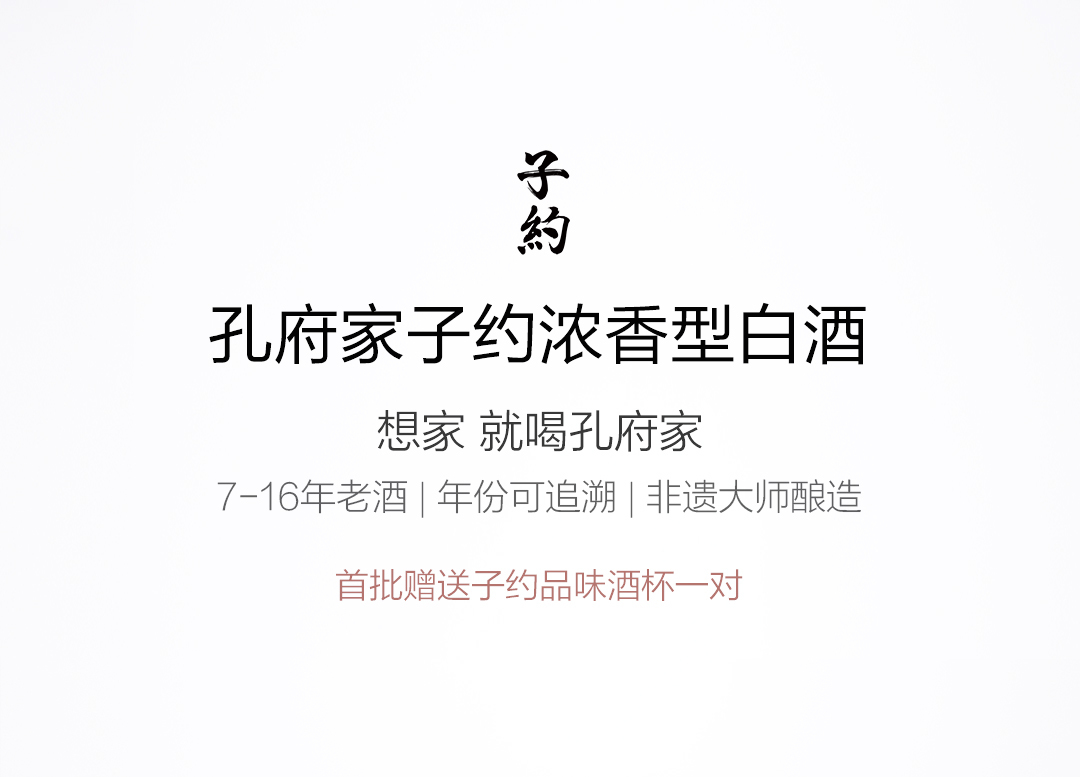 子
約
孔府家子约浓香型白酒
想家 就喝孔府家
7-16年老酒 | 年份可追溯 | 非遗大师酿造
首批赠送子约品味酒杯一对